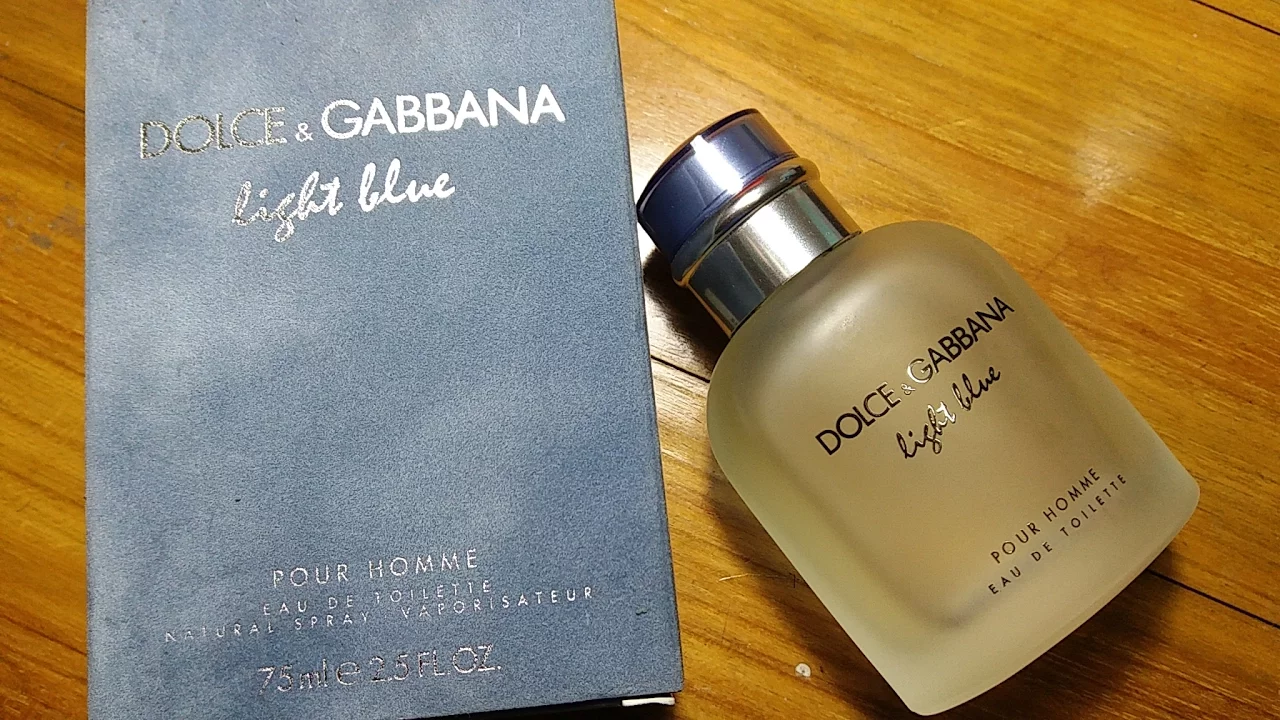 DOLCE & GABBANA
light blue
POUR HOMME
EAU DE TOILETTE
NATURAL SPRAY VAPORISATEUR
75ml e 2.5 FL.OZ.
DOLCE & GABBANA
light blue
POUR HOMME
EAU DE TOILETTE